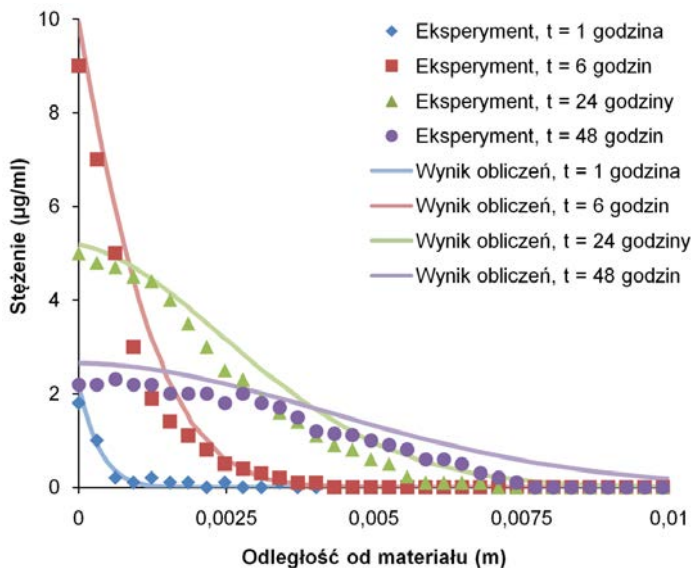 10
8
6
4
2
0
Stężenie (µg/ml)
Eksperyment, t = 1 godzina
Eksperyment, t = 6 godzin
Eksperyment, t = 24 godziny
Eksperyment, t = 48 godzin
Wynik obliczeń, t = 1 godzina
Wynik obliczeń, t = 6 godzin
Wynik obliczeń, t = 24 godziny
Wynik obliczeń, t = 48 godzin
0 0,0025 0,005 0,0075 0,01
Odległość od materiału (m)